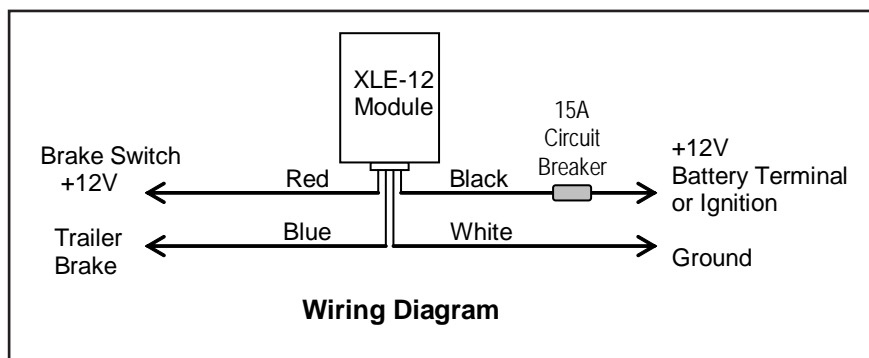 XLE-12
Module
15A
Circuit
Breaker
Brake Switch
+12V
Red
Black
+12V
Battery Terminal
or Ignition
Trailer
Brake
Blue
White
Ground
Wiring Diagram